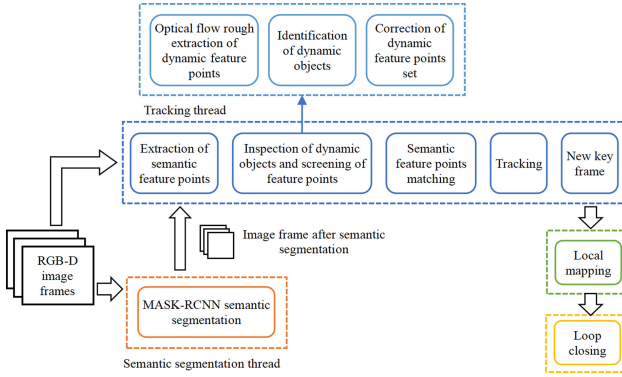 Optical flow rough
extraction of
dynamic feature
points
Identification
of dynamic
objects
Correction of
dynamic
feature points
set
Tracking thread
Extraction of
semantic
feature points
Inspection of dynamic
objects and screening of
feature points
Semantic
feature points
matching
Tracking
New key
frame
Image frame after semantic
segmentation
RGB-D
image
frames
MASK-RCNN semantic
segmentation
Semantic segmentation thread
Local
mapping
Loop
closing